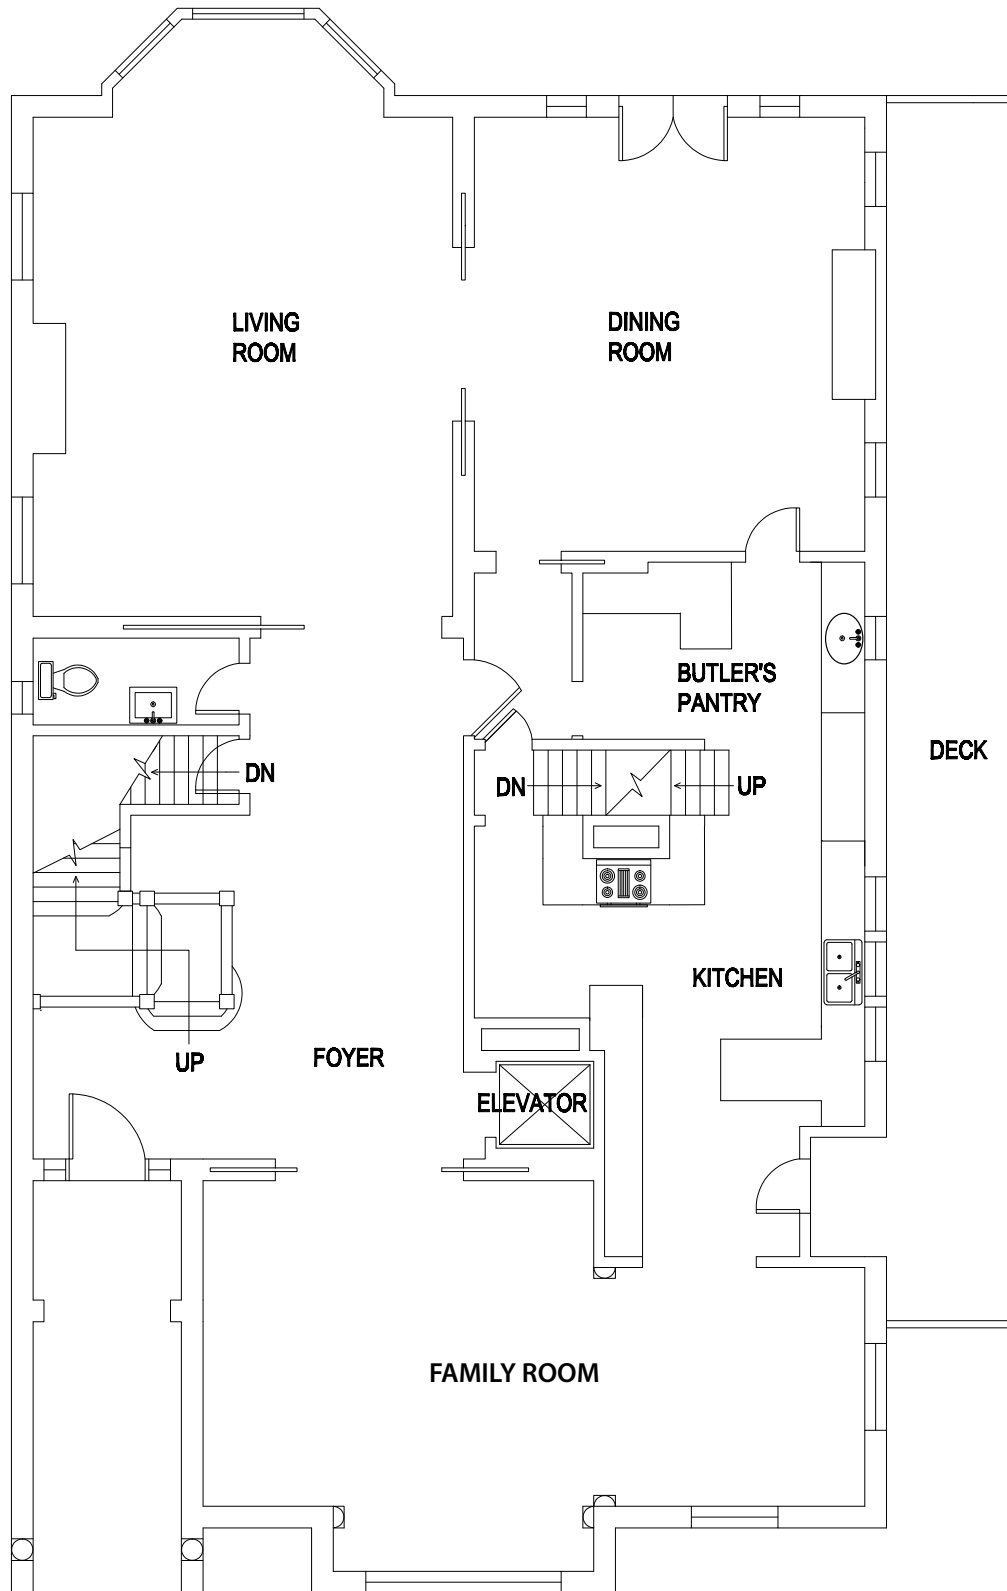 LIVING
ROOM
DINING
ROOM
BUTLER'S
PANTRY
DECK
DN
DN
UP
KITCHEN
UP
FOYER
ELEVATOR
FAMILY ROOM